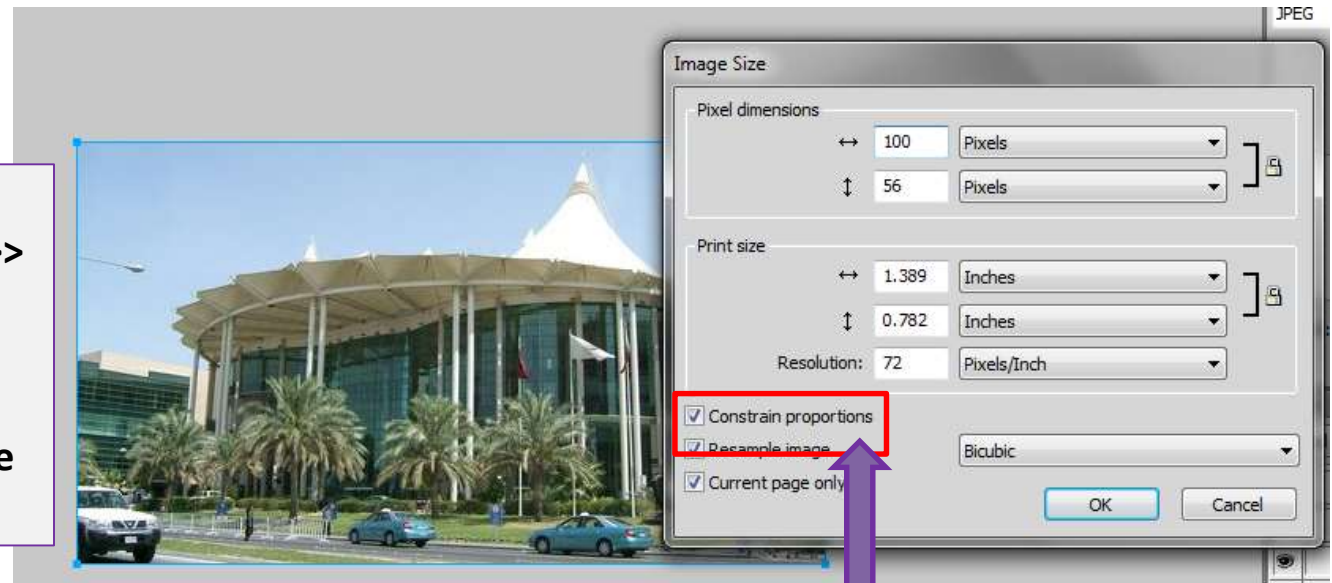 JPEG
Image Size
Pixel dimensions
↔ 100 Pixels
↕ 56 Pixels
Print size
↔ 1.389 Inches
↕ 0.782 Inches
Resolution: 72 Pixels/Inch
Constrain proportions
Resample image Bicubic
Current page only
OK Cancel
>
e